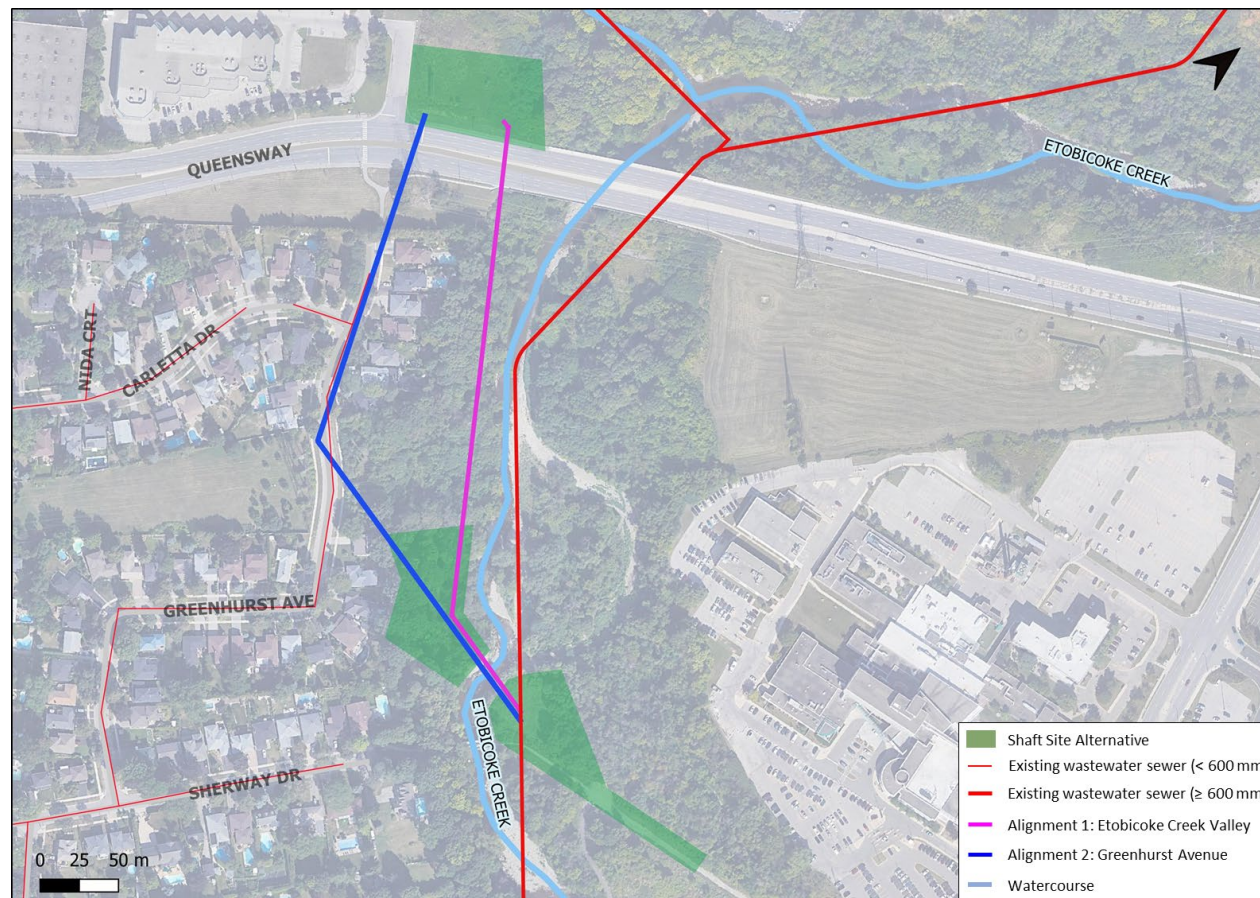 QUEENSWAY
ETOBICOKE CREEK
NIDA CRT
CARLETTA DR
GREENHURST AVE
ETOBICOKE CREEK
SHERWAY DR
0 25 50 m
Shaft Site Alternative
Existing wastewater sewer (< 600 mm
Existing wastewater sewer (≥ 600 mm
Alignment 1: Etobicoke Creek Valley
Alignment 2: Greenhurst Avenue
Watercourse